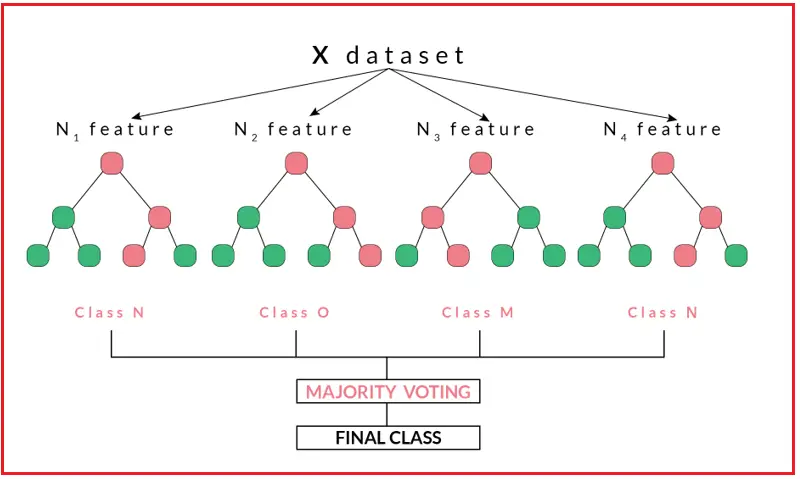 X dataset
N1 feature N2 feature N3 feature N4 feature
Class N Class O Class M Class N
MAJORITY VOTING
FINAL CLASS